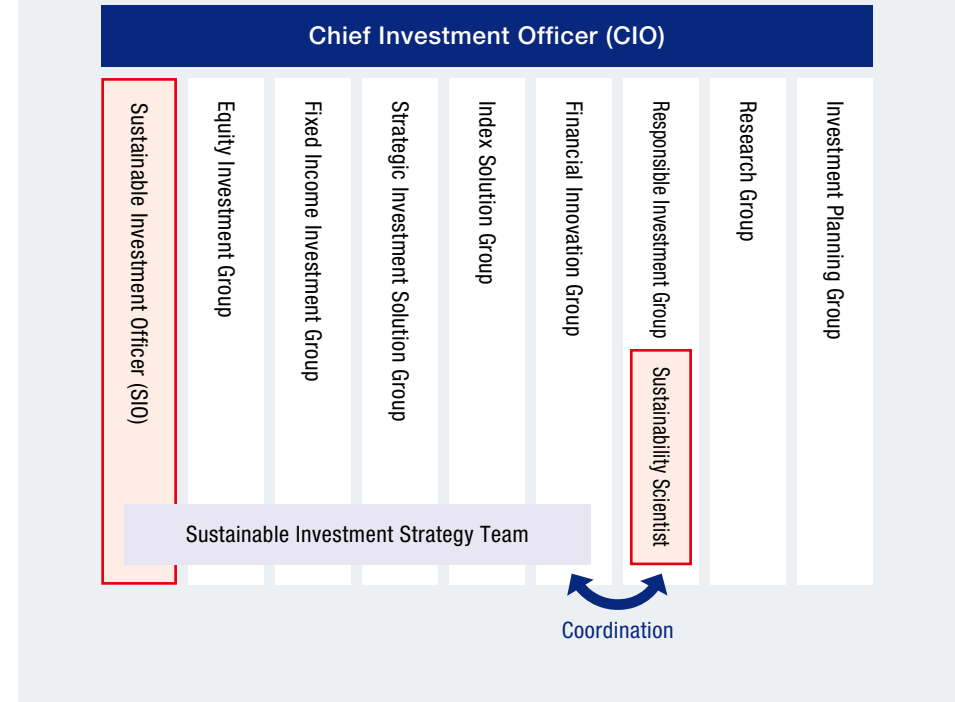 Chief Investment Officer (CIO)
Sustainable Investment Officer (SIO)
Equity Investment Group
Fixed Income Investment Group
Strategic Investment Solution Group
Index Solution Group
Financial Innovation Group
Responsible Investment Group
Sustainability Scientist
Research Group
Investment Planning Group
Sustainable Investment Strategy Team
Coordination